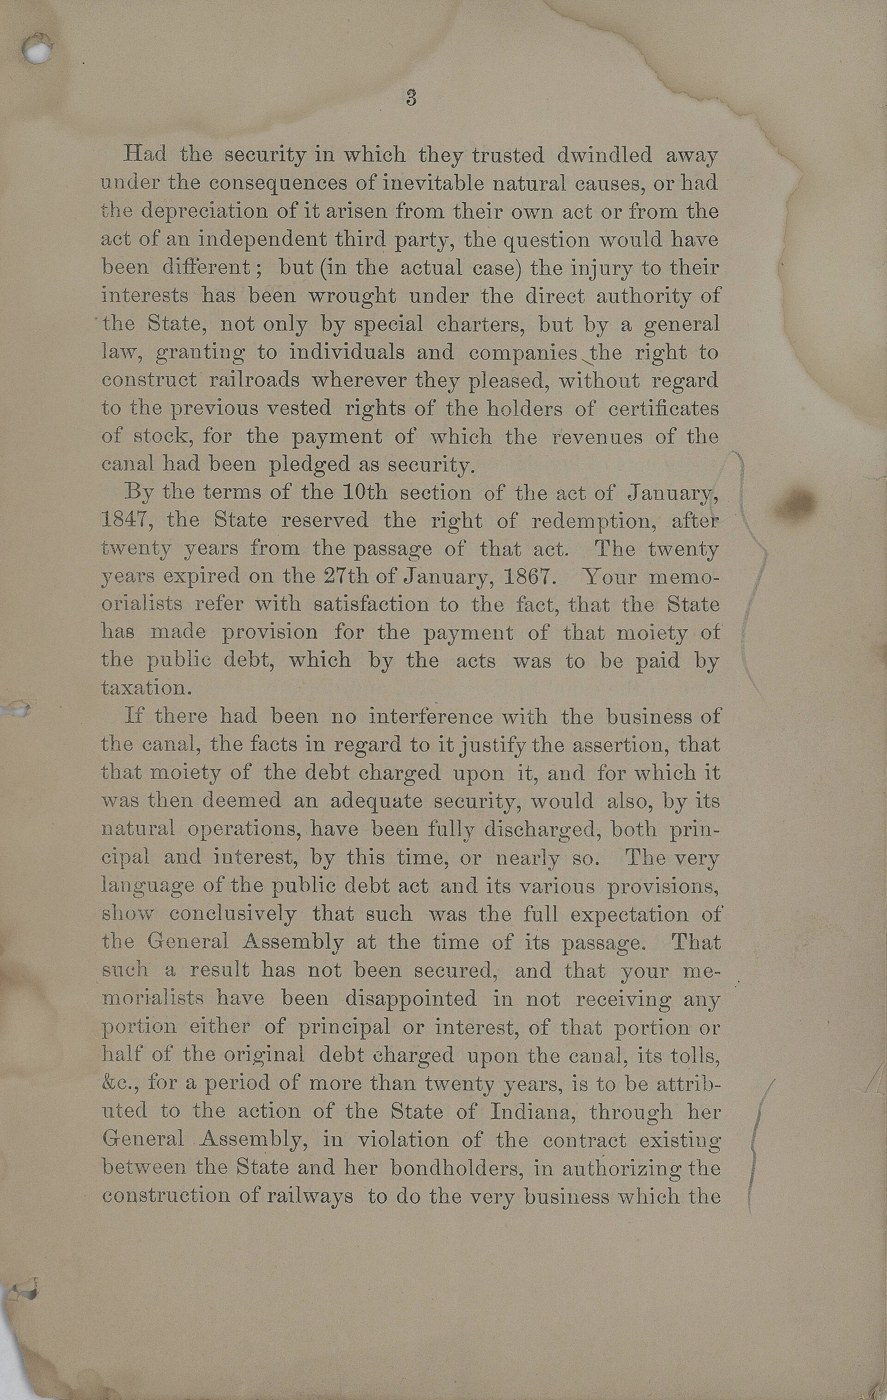 3
Had the security in which they trusted dwindled away
under the consequences of inevitable natural causes, or had
the depreciation of it arisen from their own act or from the
act of an independent third party, the question would have
been different; but (in the actual case) the injury to their
interests has been wrought under the direct authority of
the State, not only by special charters, but by a general
law, granting to individuals and companies the right to
construct railroads wherever they pleased, without regard
to the previous vested rights of the holders of certificates
of stock, for the payment of which the revenues of the
canal had been pledged as security.
By the terms of the 10th section of the act of January,
1847, the State reserved the right of redemption, after
twenty years from the passage of that act. The twenty
years expired on the 27th of January, 1867. Your memo-
orialists refer with satisfaction to the fact, that the State
has made provision for the payment of that moiety of
the public debt, which by the acts was to be paid by
taxation.
If there had been no interference with the business of
the canal, the facts in regard to it justify the assertion, that
that moiety of the debt charged upon it, and for which it
was then deemed an adequate security, would also, by its
natural operations, have been fully discharged, both prin-
cipal and interest, by this time, or nearly so. The very
language of the public debt act and its various provisions,
show conclusively that such was the full expectation of
the General Assembly at the time of its passage. That
such a result has not been secured, and that your me-
morialists have been disappointed in not receiving any
portion either of principal or interest, of that portion or
half of the original debt charged upon the canal, its tolls,
&c., for a period of more than twenty years, is to be attrib-
uted to the action of the State of Indiana, through her
General Assembly, in violation of the contract existing
between the State and her bondholders, in authorizing the
construction of railways to do the very business which the